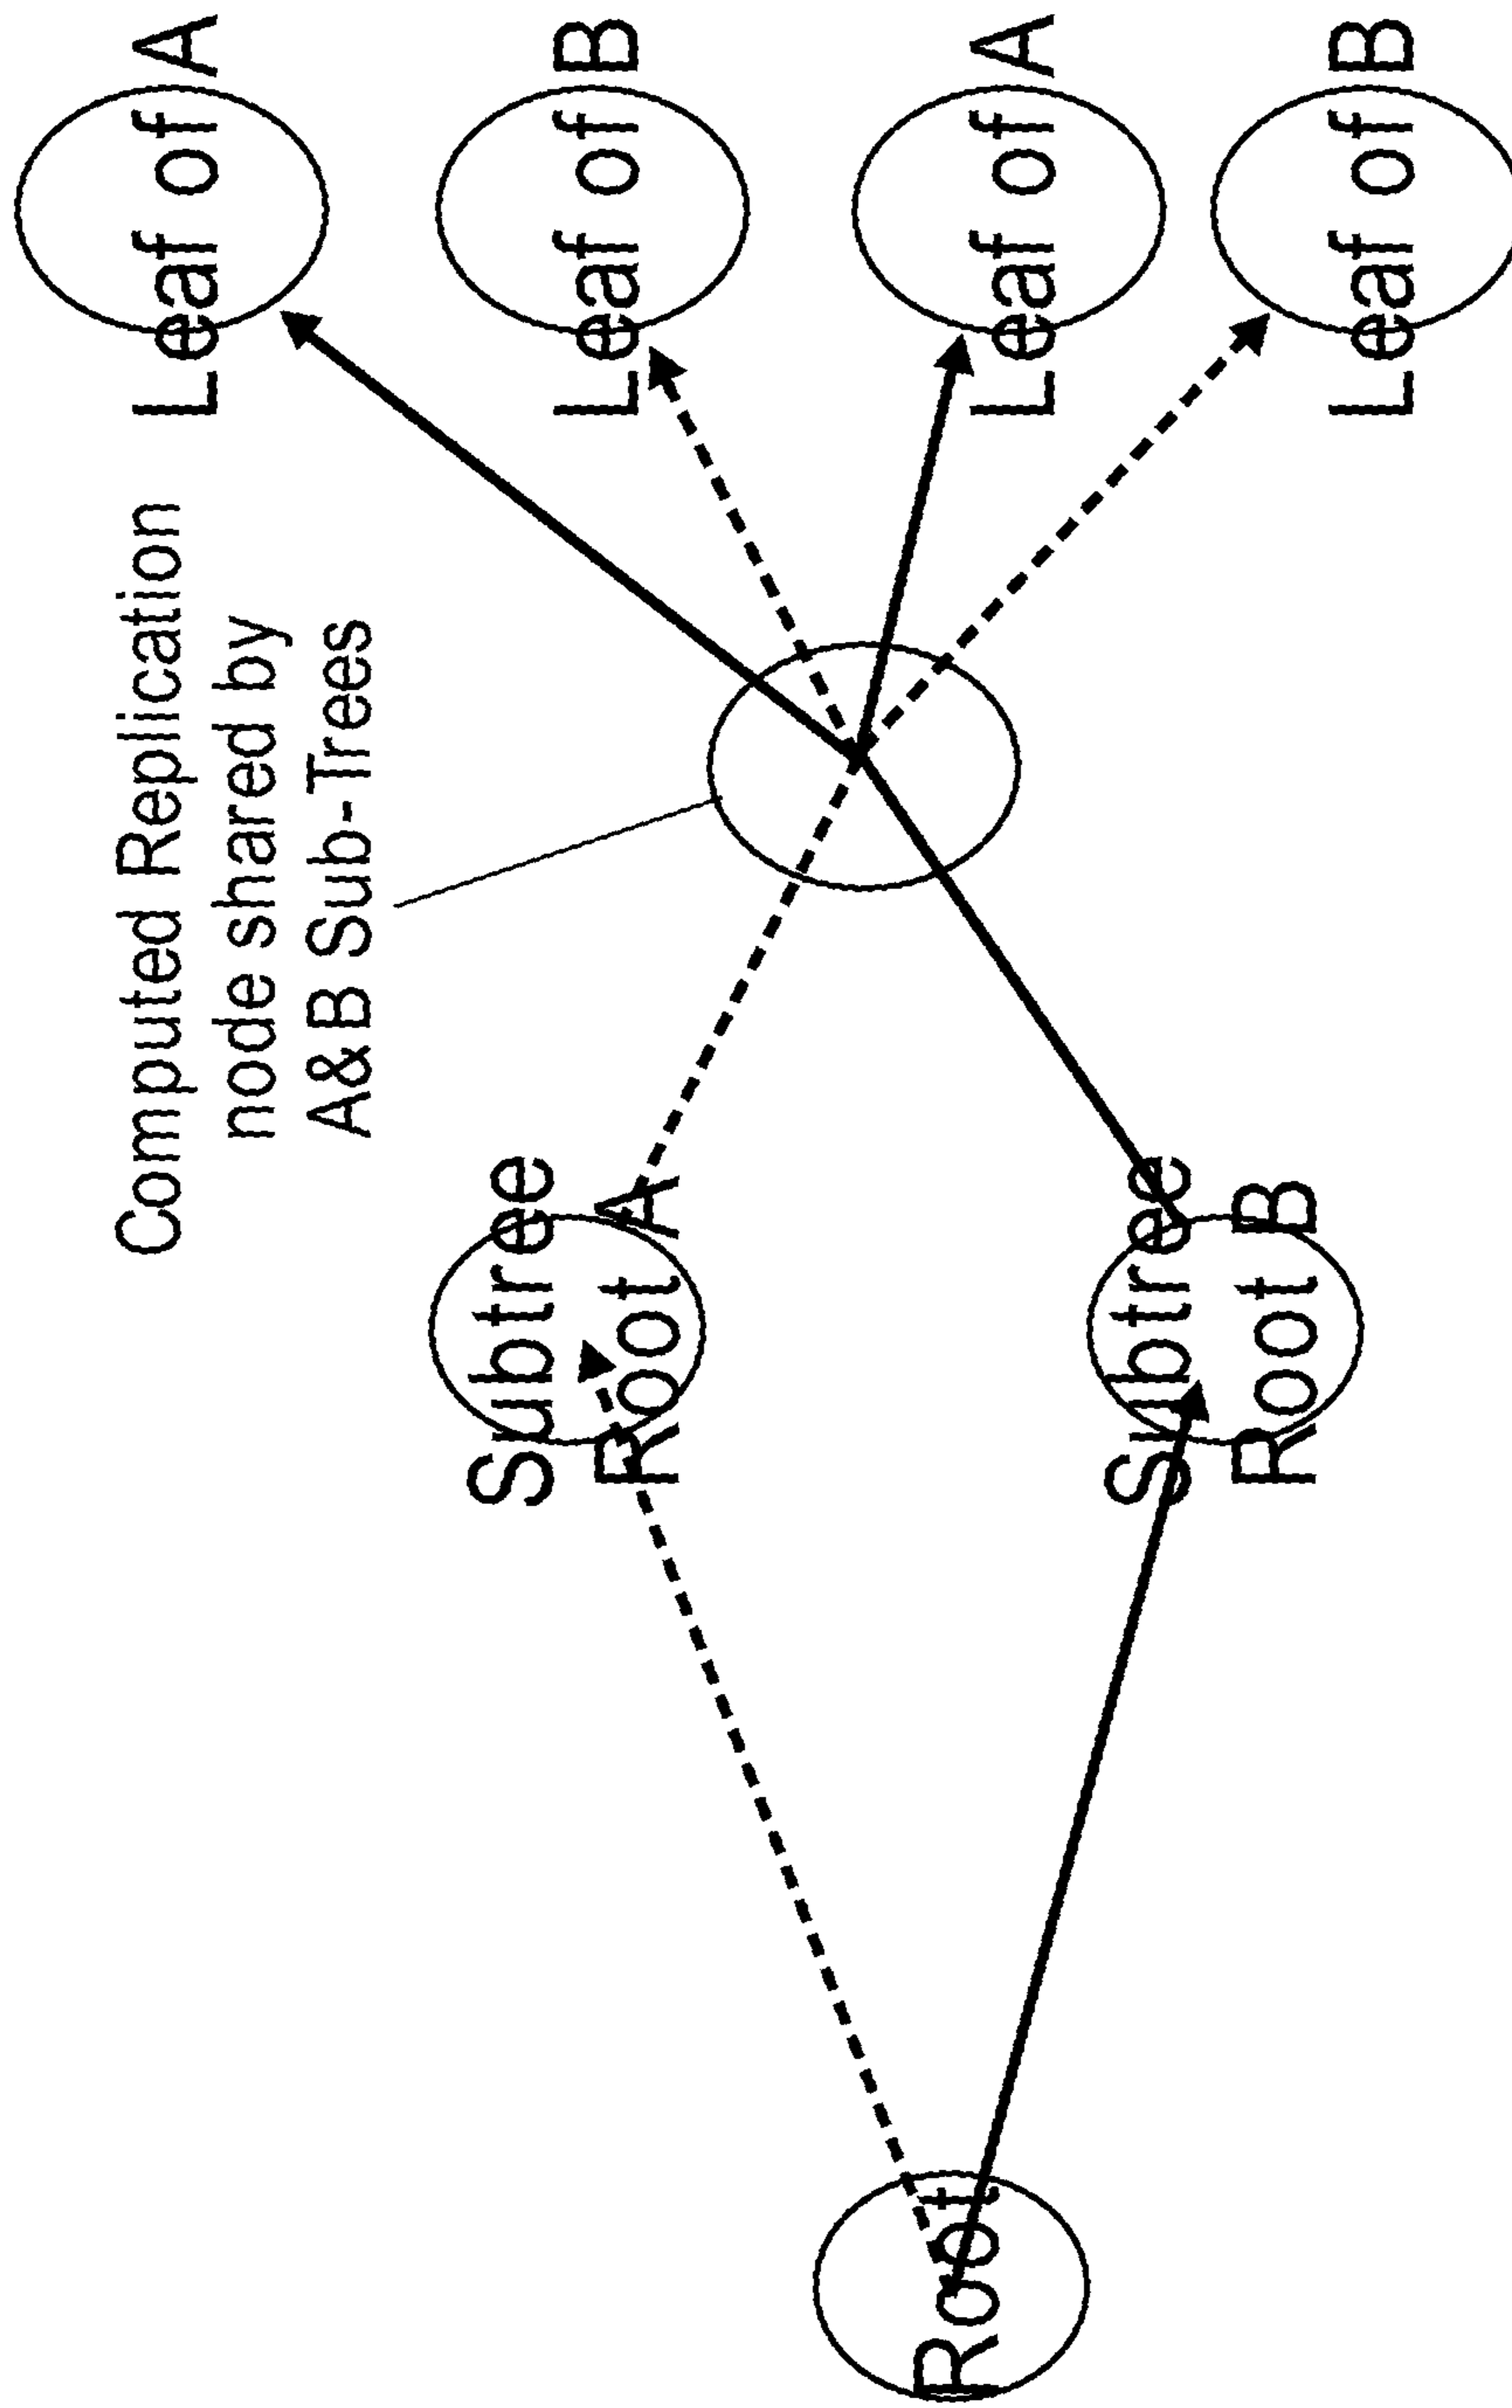 Root
Subtree
Root A
Subtree
Root B
Computed Replication
node shared by
A&B Sub-Trees
Leaf of A
Leaf of B
Leaf of A
Leaf of B